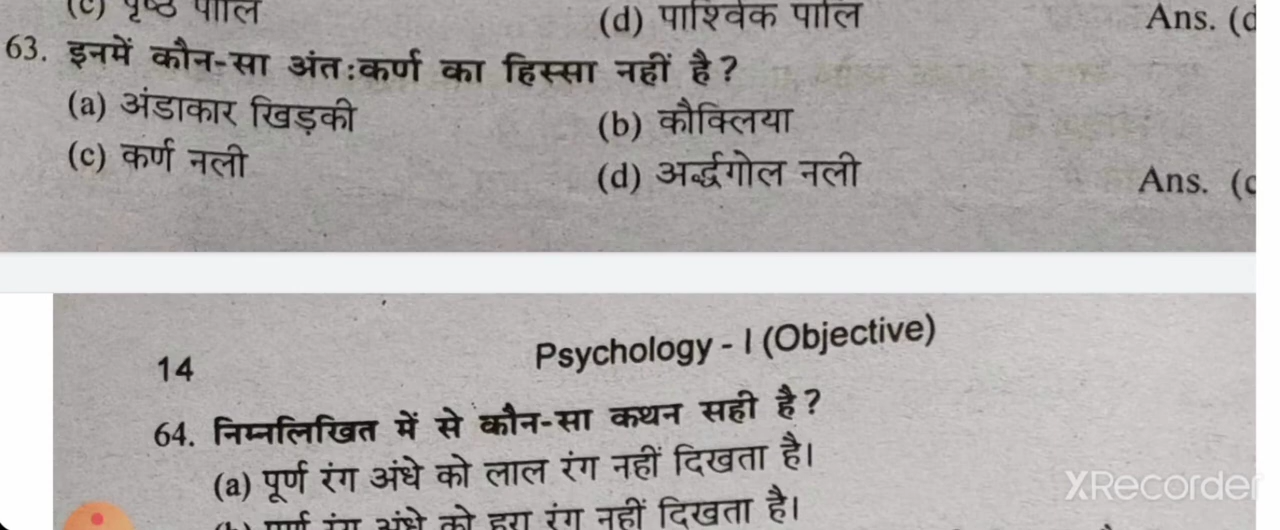 (c) पृष्ठ पालि (d) पार्श्विक पालि Ans. (d
63. इनमें कौन-सा अंतःकर्ण का हिस्सा नहीं है?
(a) अंडाकार खिड़की (b) कौक्लिया
(c) कर्ण नली (d) अर्द्धगोल नली Ans. (c
14 Psychology - I (Objective)
64. निम्नलिखित में से कौन-सा कथन सही है?
(a) पूर्ण रंग अंधे को लाल रंग नहीं दिखता है।
(b) पूर्ण रंग अंधे को हरा रंग नहीं दिखता है।
XRecorder